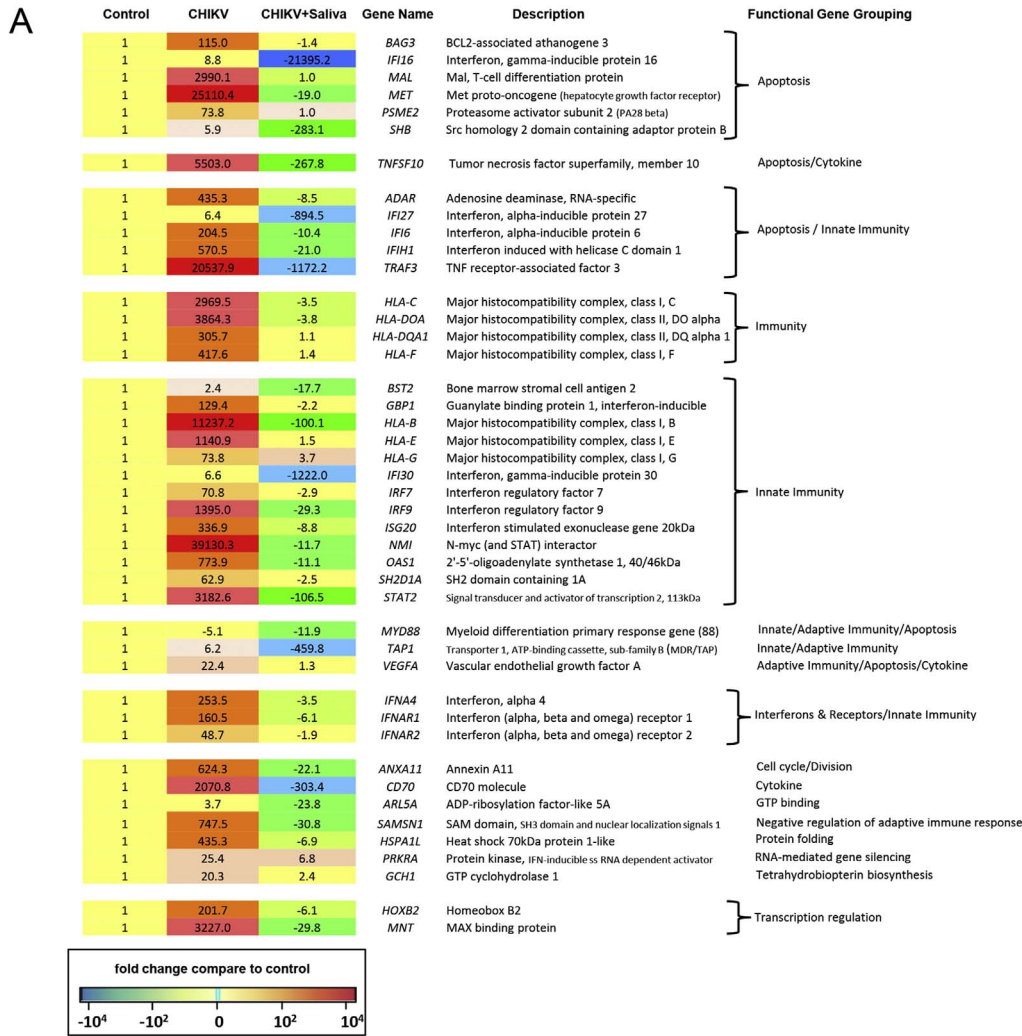 A
Control CHIKV CHIKV+Saliva Gene Name Description Functional Gene Grouping
1 115.0 -1.4 BAG3 BCL2-associated athanogene 3
1 8.8 -21395.2 IFI16 Interferon, gamma-inducible protein 16
1 2990.1 1.0 MAL Mal, T-cell differentiation protein
Apoptosis
1 25110.4 -19.0 MET Met proto-oncogene (hepatocyte growth factor receptor)
1 73.8 1.0 PSME2 Proteasome activator subunit 2 (PA28 beta)
1 5.9 -283.1 SHB Src homology 2 domain containing adaptor protein B
1 5503.0 -267.8 TNFSF10 Tumor necrosis factor superfamily, member 10 Apoptosis/Cytokine
1 435.3 -8.5 ADAR Adenosine deaminase, RNA-specific
1 6.4 -894.5 IFI27 Interferon, alpha-inducible protein 27
1 204.5 -10.4 IFI6 Interferon, alpha-inducible protein 6 Apoptosis / Innate Immunity
1 570.5 -21.0 IFIH1 Interferon induced with helicase C domain 1
1 20537.9 -1172.2 TRAF3 TNF receptor-associated factor 3
1 2969.5 -3.5 HLA-C Major histocompatibility complex, class I, C
1 3864.3 -3.8 HLA-DOA Major histocompatibility complex, class II, DO alpha
Immunity
1 305.7 1.1 HLA-DQA1 Major histocompatibility complex, class II, DQ alpha 1
1 417.6 1.4 HLA-F Major histocompatibility complex, class I, F
1 2.4 -17.7 BST2 Bone marrow stromal cell antigen 2
1 129.4 -2.2 GBP1 Guanylate binding protein 1, interferon-inducible
1 11237.2 -100.1 HLA-B Major histocompatibility complex, class I, B
1 1140.9 1.5 HLA-E Major histocompatibility complex, class I, E
1 73.8 3.7 HLA-G Major histocompatibility complex, class I, G
1 6.6 -1222.0 IFI30 Interferon, gamma-inducible protein 30
1 70.8 -2.9 IRF7 Interferon regulatory factor 7 Innate Immunity
1 1395.0 -29.3 IRF9 Interferon regulatory factor 9
1 336.9 -8.8 ISG20 Interferon stimulated exonuclease gene 20kDa
1 39130.3 -11.7 NMI N-myc (and STAT) interactor
1 773.9 -11.1 OAS1 2'-5'-oligoadenylate synthetase 1, 40/46kDa
1 62.9 -2.5 SH2D1A SH2 domain containing 1A
1 3182.6 -106.5 STAT2 Signal transducer and activator of transcription 2, 113kDa
1 -5.1 -11.9 MYD88 Myeloid differentiation primary response gene (88) Innate/Adaptive Immunity/Apoptosis
1 6.2 -459.8 TAP1 Transporter 1, ATP-binding cassette, sub-family B (MDR/TAP) Innate/Adaptive Immunity
1 22.4 1.3 VEGFA Vascular endothelial growth factor A Adaptive Immunity/Apoptosis/Cytokine
1 253.5 -3.5 IFNA4 Interferon, alpha 4
1 160.5 -6.1 IFNAR1 Interferon (alpha, beta and omega) receptor 1 Interferons & Receptors/Innate Immunity
1 48.7 -1.9 IFNAR2 Interferon (alpha, beta and omega) receptor 2
1 624.3 -22.1 ANXA11 Annexin A11 Cell cycle/Division
1 2070.8 -303.4 CD70 CD70 molecule Cytokine
1 3.7 -23.8 ARL5A ADP-ribosylation factor-like 5A GTP binding
1 747.5 -30.8 SAMSN1 SAM domain, SH3 domain and nuclear localization signals 1 Negative regulation of adaptive immune response
1 435.3 -6.9 HSPA1L Heat shock 70kDa protein 1-like Protein folding
1 25.4 6.8 PRKRA Protein kinase, IFN-inducible ss RNA dependent activator RNA-mediated gene silencing
1 20.3 2.4 GCH1 GTP cyclohydrolase 1 Tetrahydrobiopterin biosynthesis
1 201.7 -6.1 HOXB2 Homeobox B2
Transcription regulation
1 3227.0 -29.8 MNT MAX binding protein
fold change compare to control
-10⁴ -10² 0 10² 10⁴